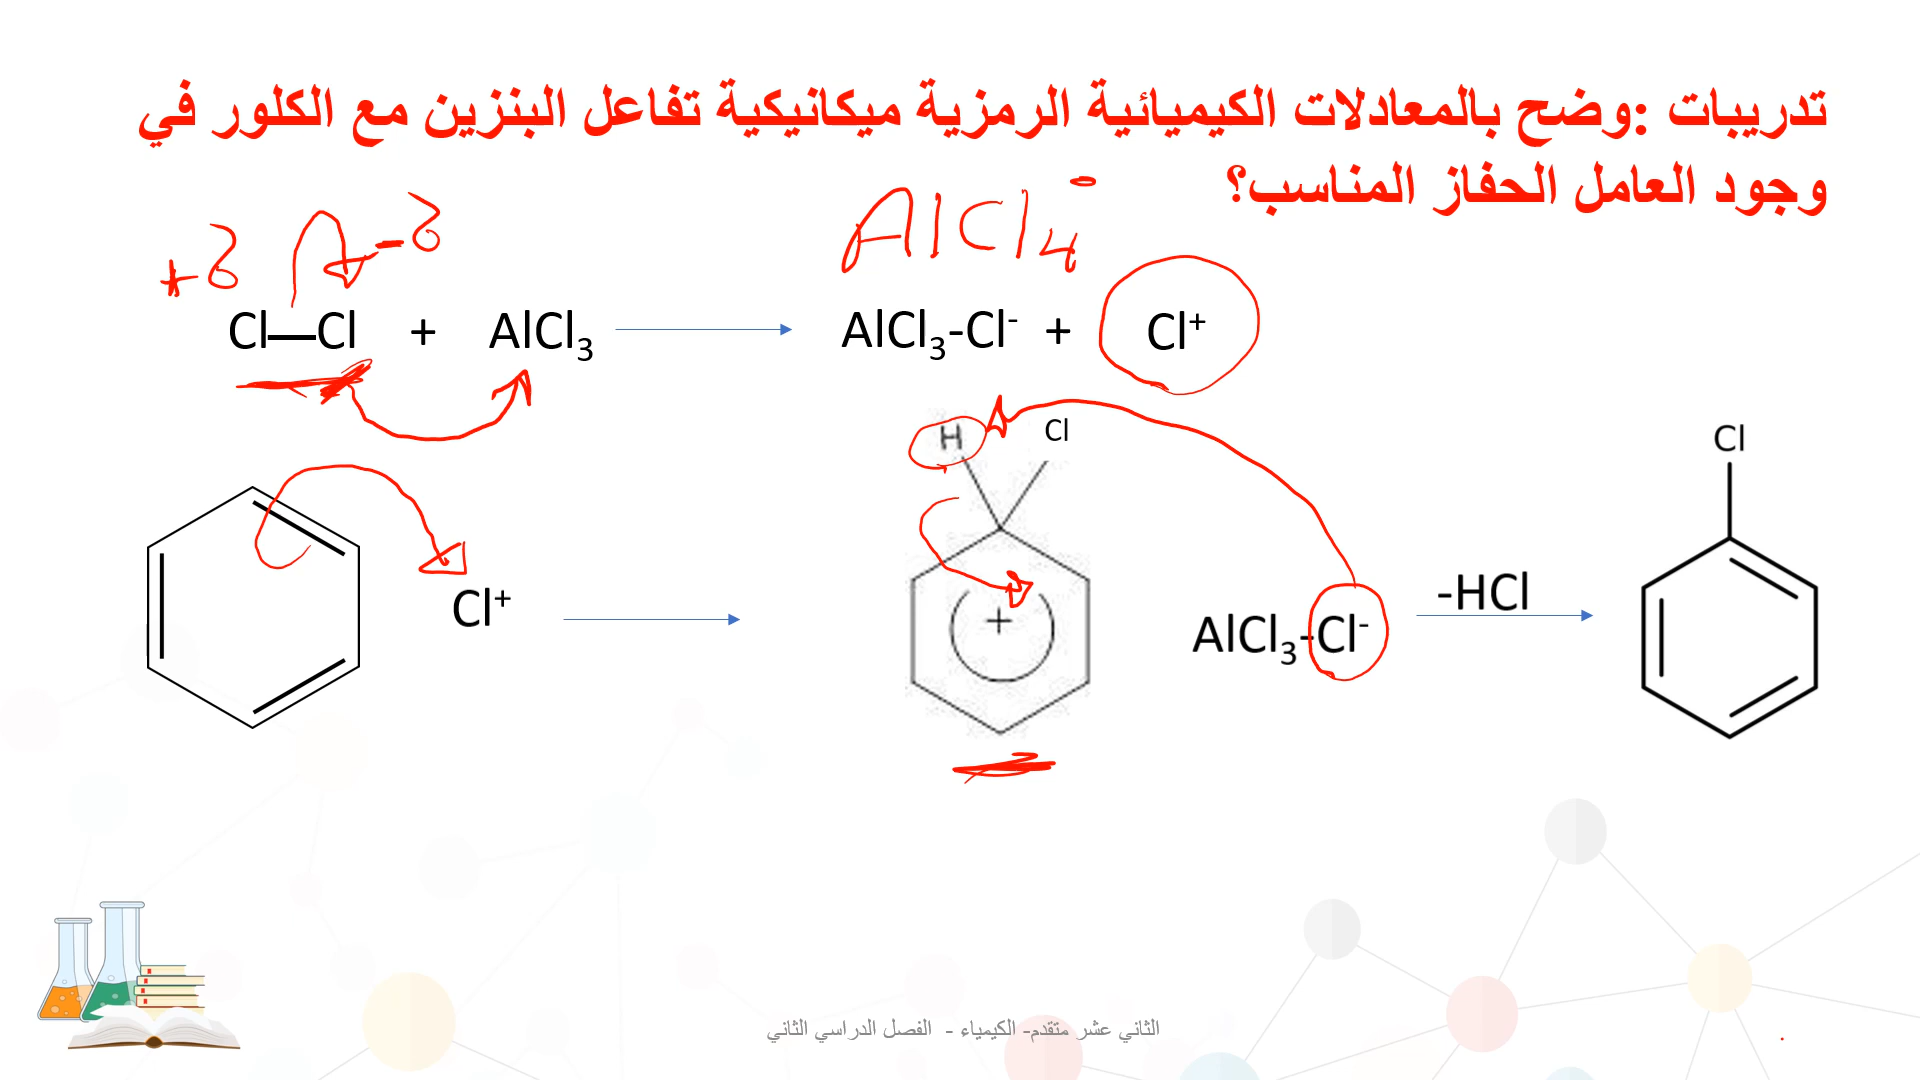 تدريبات :وضح بالمعادلات الكيميائية الرمزية ميكانيكية تفاعل البنزين مع الكلور في
وجود العامل الحفاز المناسب؟
+δ -δ AlCl₄⁻
Cl—Cl + AlCl₃ AlCl₃-Cl⁻ + Cl⁺
H Cl Cl
Cl⁺ + AlCl₃-Cl⁻ -HCl
الثاني عشر متقدم- الكيمياء - الفصل الدراسي الثاني